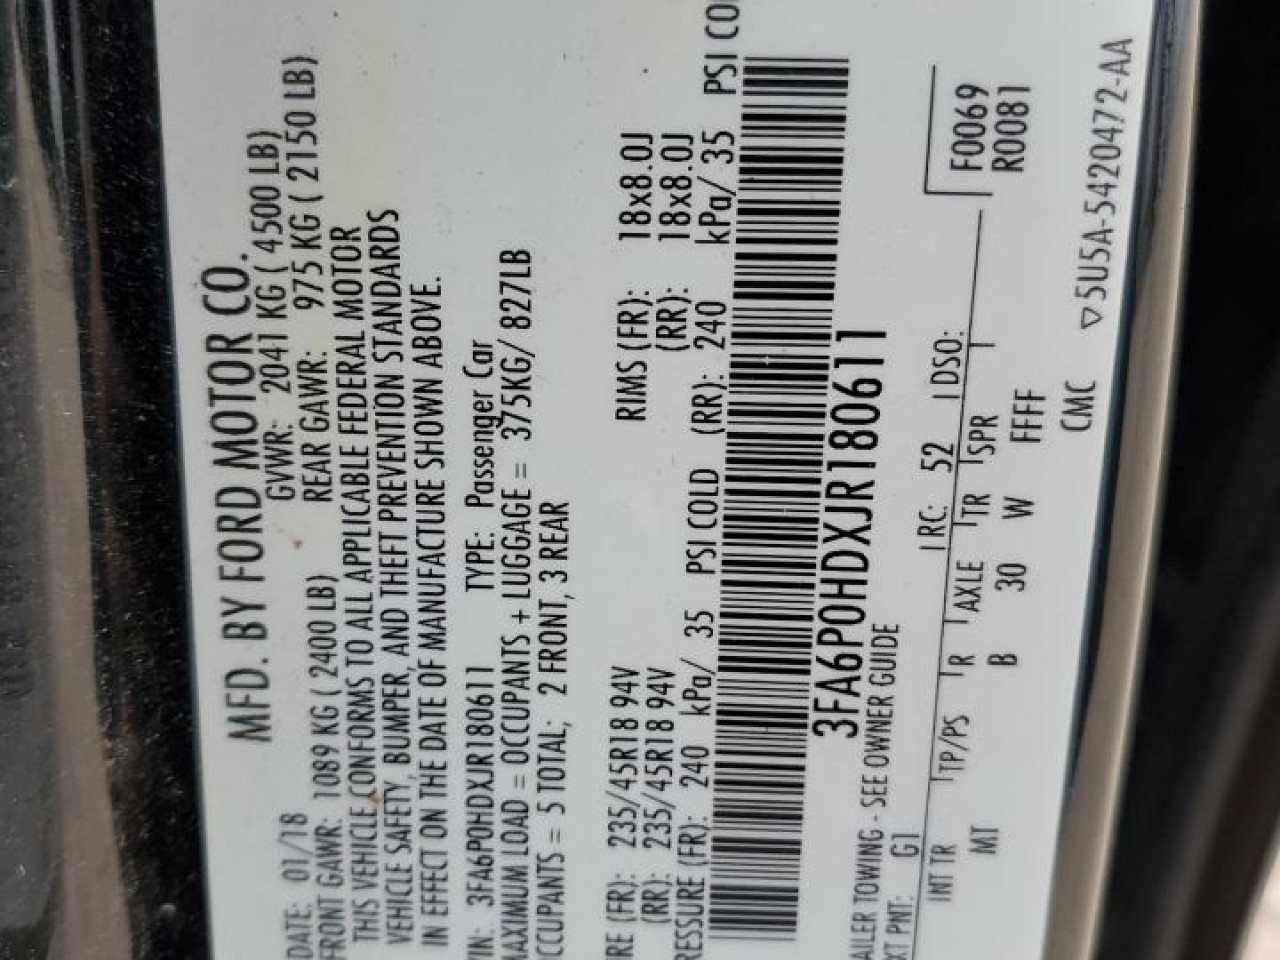 MFD. BY FORD MOTOR CO.
DATE: 01/18 GVWR: 2041 KG ( 4500 LB)
FRONT GAWR: 1089 KG ( 2400 LB) REAR GAWR: 975 KG ( 2150 LB)
THIS VEHICLE CONFORMS TO ALL APPLICABLE FEDERAL MOTOR
VEHICLE SAFETY, BUMPER, AND THEFT PREVENTION STANDARDS
IN EFFECT ON THE DATE OF MANUFACTURE SHOWN ABOVE.
VIN: 3FA6P0HDXJR180611 TYPE: Passenger Car
MAXIMUM LOAD = OCCUPANTS + LUGGAGE = 375KG/ 827LB
OCCUPANTS = 5 TOTAL; 2 FRONT, 3 REAR
IRE (FR): 235/45R18 94V RIMS (FR): 18x8.0J
(RR): 235/45R18 94V (RR): 18x8.0J
RESSURE (FR): 240 kPa/ 35 PSI COLD (RR): 240 kPa/ 35 PSI CO
3FA6P0HDXJR180611
AILER TOWING - SEE OWNER GUIDE
XT PNT: G1 RC: 52 DSO: F0069
R0081
INT TR TP/PS R AXLE TR SPR
MT B 30 W FFFF
CMC ▽5U5A-5420472-AA